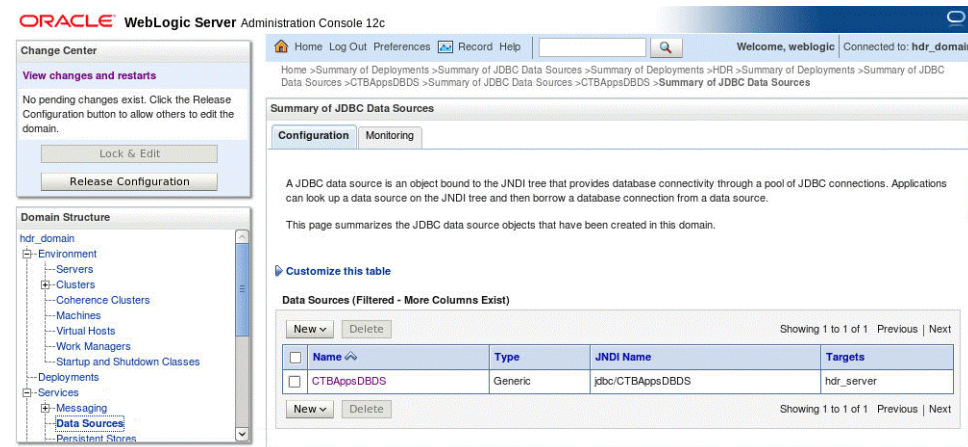 ORACLE WebLogic Server Administration Console 12c
Change Center
View changes and restarts
No pending changes exist. Click the Release
Configuration button to allow others to edit the
domain.
Lock & Edit
Release Configuration
Domain Structure
hdr_domain
Environment
Servers
Clusters
Coherence Clusters
Machines
Virtual Hosts
Work Managers
Startup and Shutdown Classes
Deployments
Services
Messaging
Data Sources
Persistent Stores
Home Log Out Preferences Record Help
Welcome, weblogic Connected to: hdr_domain
Home >Summary of Deployments >Summary of JDBC Data Sources >Summary of Deployments >HDR >Summary of Deployments >Summary of JDBC
Data Sources >CTBAppsDBDS >Summary of JDBC Data Sources >CTBAppsDBDS >Summary of JDBC Data Sources
Summary of JDBC Data Sources
Configuration Monitoring
A JDBC data source is an object bound to the JNDI tree that provides database connectivity through a pool of JDBC connections. Applications
can look up a data source on the JNDI tree and then borrow a database connection from a data source.
This page summarizes the JDBC data source objects that have been created in this domain.
Customize this table
Data Sources (Filtered - More Columns Exist)
New Delete Showing 1 to 1 of 1 Previous | Next
Name Type JNDI Name Targets
CTBAppsDBDS Generic jdbc/CTBAppsDBDS hdr_server
New Delete Showing 1 to 1 of 1 Previous | Next